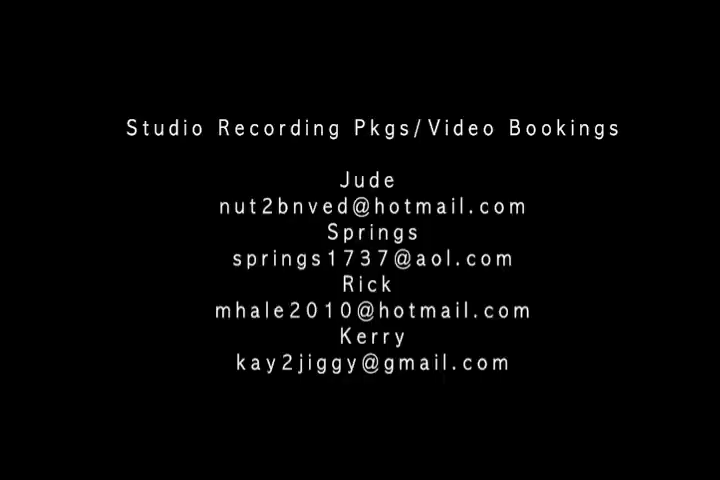 Studio Recording Pkgs/Video Bookings
Jude
nut2bnved@hotmail.com
Springs
springs1737@aol.com
Rick
mhale2010@hotmail.com
Kerry
kay2jiggy@gmail.com